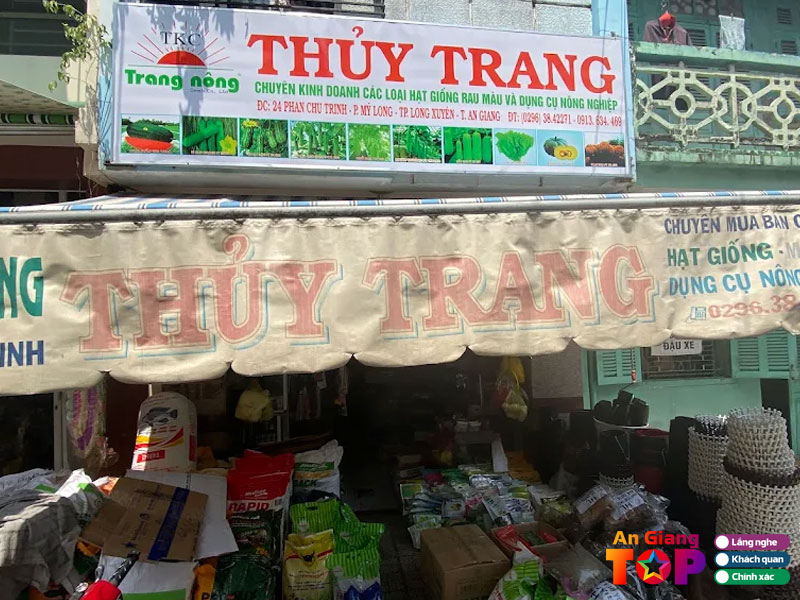 TKC
Trang nông
THỦY TRANG
CHUYÊN KINH DOANH CÁC LOẠI HẠT GIỐNG RAU MÀU VÀ DỤNG CỤ NÔNG NGHIỆP
ĐC: 24 PHAN CHU TRINH - P. MỸ LONG - TP. LONG XUYÊN - T. AN GIANG ĐT: (0296) 38.42271 - 0913. 634. 469
THỦY TRANG
CHUYÊN MUA BÁN C
HẠT GIỐNG - M
DỤNG CỤ NÔNG
0296.38
NG
INH
ĐẬU XE
RAPID
An Giang
TOP
Lắng nghe
Khách quan
Chính xác